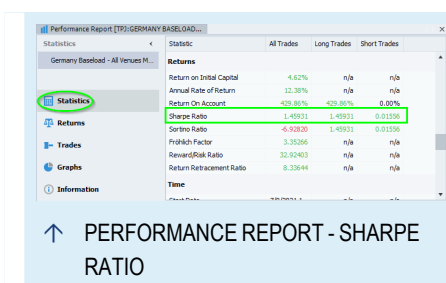 Performance Report [TPJ:GERMANY BASELOAD...
Statistics
Germany Baseload - All Venues M...
Statistics
Returns
Trades
Graphs
Information
Statistic All Trades Long Trades Short Trades
Returns
Return on Initial Capital 4.62% n/a n/a
Annual Rate of Return 12.38% n/a n/a
Return On Account 429.86% 429.86% 0.00%
Sharpe Ratio 1.45931 1.45931 0.01556
Sortino Ratio -6.92820 1.45931 0.01556
Fröhlich Factor 3.35266 n/a n/a
Reward/Risk Ratio 32.92403 n/a n/a
Return Retracement Ratio 8.33644 n/a n/a
Time
↑ PERFORMANCE REPORT - SHARPE
RATIO